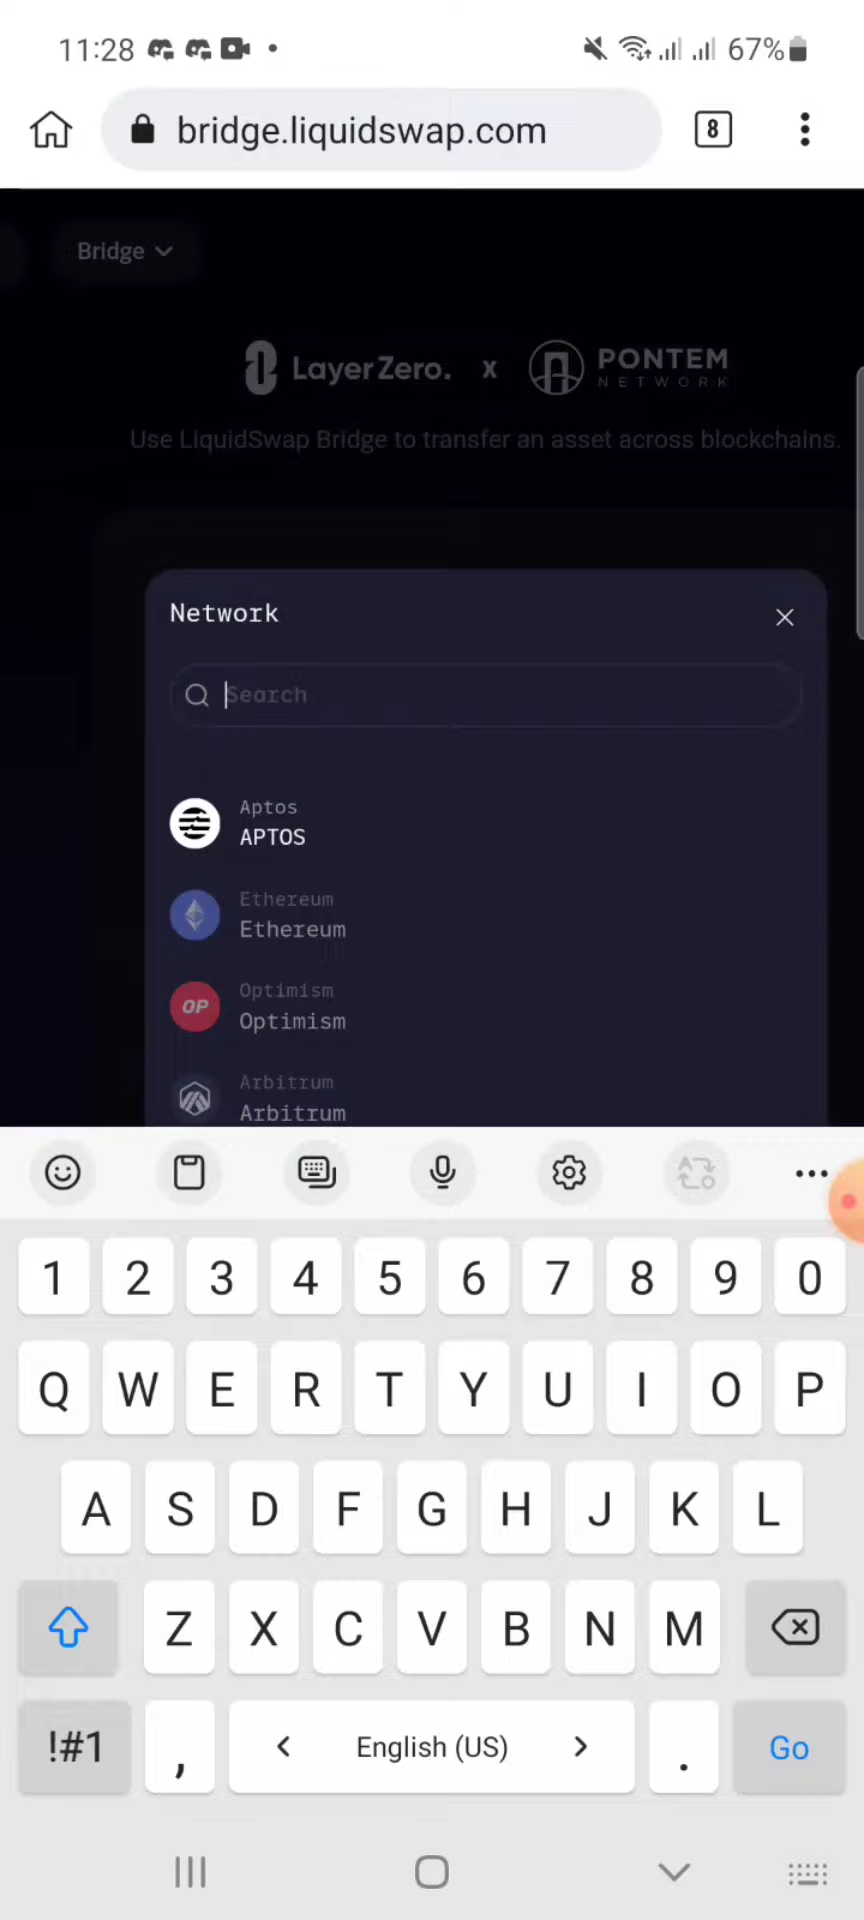 11:28 67%
bridge.liquidswap.com 8
Bridge
LayerZero. x PONTEM
NETWORK
Use LiquidSwap Bridge to transfer an asset across blockchains.
Network
Search
Aptos
APTOS
Ethereum
Ethereum
OP
Optimism
Optimism
Arbitrum
Arbitrum
1 2 3 4 5 6 7 8 9 0
Q W E R T Y U I O P
A S D F G H J K L
Z X C V B N M
!#1 , < English (US) > . Go